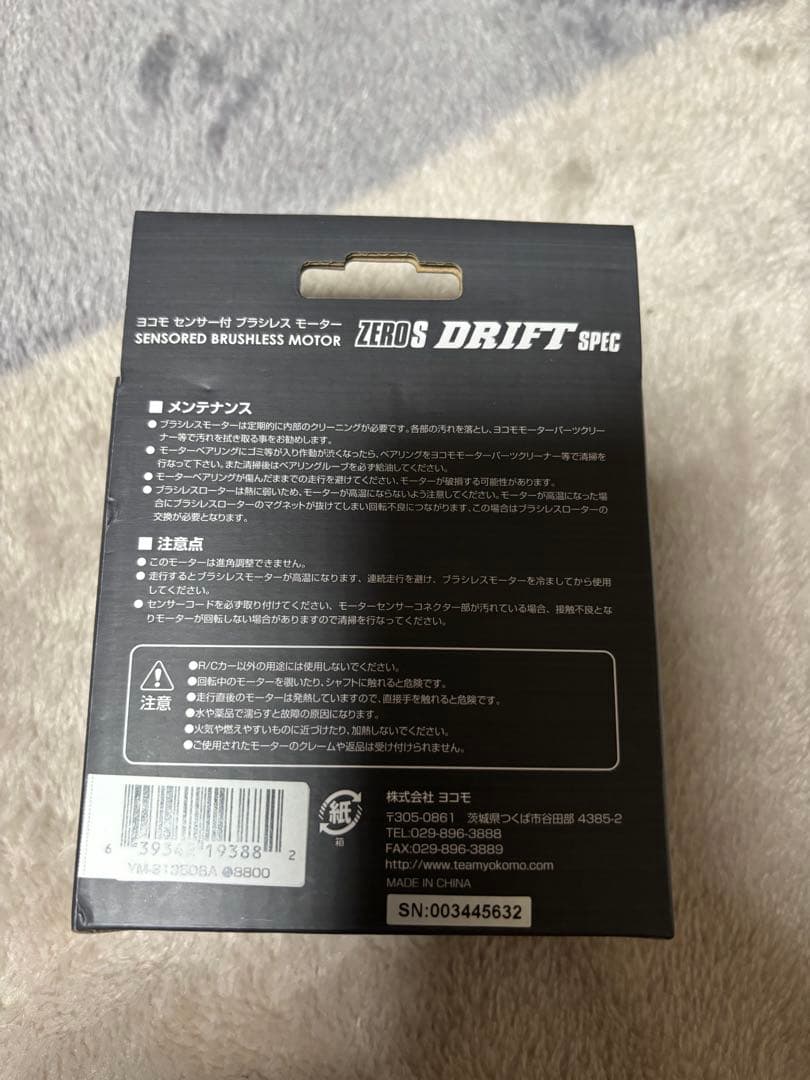 ヨコモ センサー付 ブラシレス モーター
SENSORED BRUSHLESS MOTOR ZEROS DRIFT SPEC
■ メンテナンス
● ブラシレスモーターは定期的に内部のクリーニングが必要です。各部の汚れを落とし、ヨコモモーターパーツクリー
ナー等で汚れを拭き取る事をお勧めします。
● モーターベアリングにゴミ等が入り作動が渋くなったら、ベアリングをヨコモモーターパーツクリーナー等で清掃を
行なって下さい。また清掃後はベアリングループを必ず給油してください。
● モーターベアリングが傷んだままでの走行を避けてください、モーターが破損する可能性があります。
● ブラシレスローターは熱に弱いため、モーターが高温にならないよう注意してください。モーターが高温になった場
合にブラシレスローターのマグネットが抜けてしまい回転不良につながります、この場合はブラシレスローターの
交換が必要となります。
■ 注意点
● このモーターは進角調整できません。
● 走行するとブラシレスモーターが高温になります、連続走行を避け、ブラシレスモーターを冷ましてから使用
してください。
● センサーコードを必ず取り付けてください、モーターセンサーコネクター部が汚れている場合、接触不良とな
りモーターが回転しない場合がありますので清掃を行なってください。
注意
●R/Cカー以外の用途には使用しないでください。
●回転中のモーターを覗いたり、シャフトに触れると危険です。
●走行直後のモーターは発熱していますので、直接手を触れると危険です。
●水や薬品で濡らすと故障の原因になります。
●火気や燃えやすいものに近づけたり、加熱しないでください。
●ご使用されたモーターのクレームや返品は受け付けられません。
紙
箱
株式会社 ヨコモ
〒305-0861 茨城県つくば市谷田部 4385-2
TEL:029-896-3888
FAX:029-896-3889
http://www.teamyokomo.com
MADE IN CHINA
SN:003445632
19388 2
8800